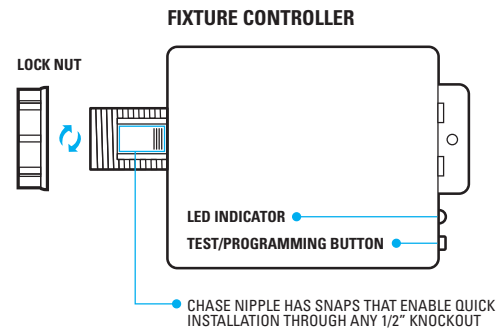 FIXTURE CONTROLLER
LOCK NUT
LED INDICATOR
TEST/PROGRAMMING BUTTON
CHASE NIPPLE HAS SNAPS THAT ENABLE QUICK
INSTALLATION THROUGH ANY 1/2” KNOCKOUT